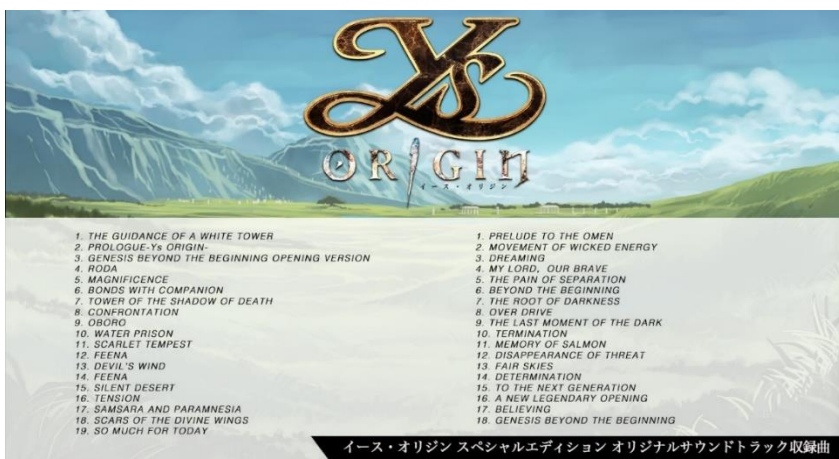 Ys
ORIGIN
イース・オリジン
1. THE GUIDANCE OF A WHITE TOWER
2. PROLOGUE-Ys ORIGIN-
3. GENESIS BEYOND THE BEGINNING OPENING VERSION
4. RODA
5. MAGNIFICENCE
6. BONDS WITH COMPANION
7. TOWER OF THE SHADOW OF DEATH
8. CONFRONTATION
9. OBORO
10. WATER PRISON
11. SCARLET TEMPEST
12. FEENA
13. DEVIL'S WIND
14. FEENA
15. SILENT DESERT
16. TENSION
17. SAMSARA AND PARAMNESIA
18. SCARS OF THE DIVINE WINGS
19. SO MUCH FOR TODAY
1. PRELUDE TO THE OMEN
2. MOVEMENT OF WICKED ENERGY
3. DREAMING
4. MY LORD, OUR BRAVE
5. THE PAIN OF SEPARATION
6. BEYOND THE BEGINNING
7. THE ROOT OF DARKNESS
8. OVER DRIVE
9. THE LAST MOMENT OF THE DARK
10. TERMINATION
11. MEMORY OF SALMON
12. DISAPPEARANCE OF THREAT
13. FAIR SKIES
14. DETERMINATION
15. TO THE NEXT GENERATION
16. A NEW LEGENDARY OPENING
17. BELIEVING
18. GENESIS BEYOND THE BEGINNING
イース・オリジン スペシャルエディション オリジナルサウンドトラック収録曲